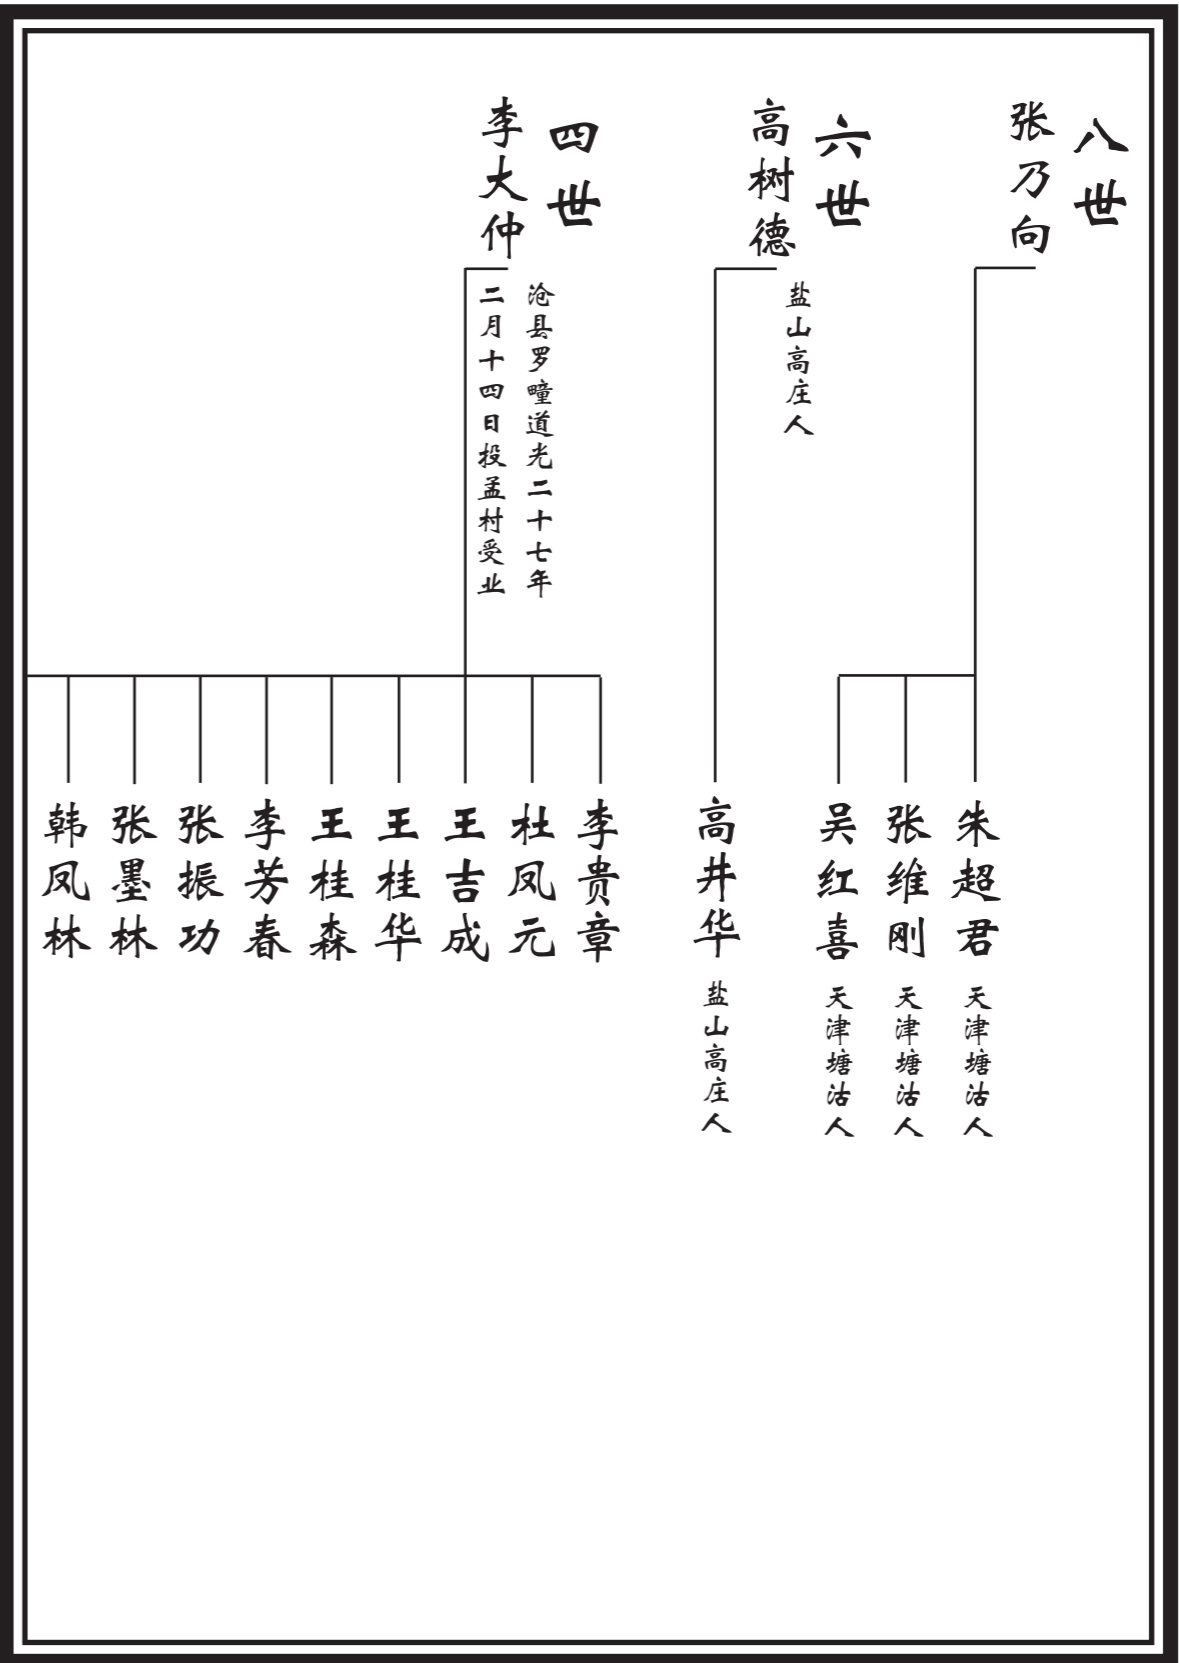 八世
张乃向
朱超君
天津塘沽人
张维刚
天津塘沽人
吴红喜
天津塘沽人
六世
高树德
盐山高庄人
高井华
盐山高庄人
四世
李大仲
沧县罗疃道光二十七年
二月十四日投孟村受业
李贵章
杜凤元
王吉成
王桂华
王桂森
李芳春
张振功
张墨林
韩凤林